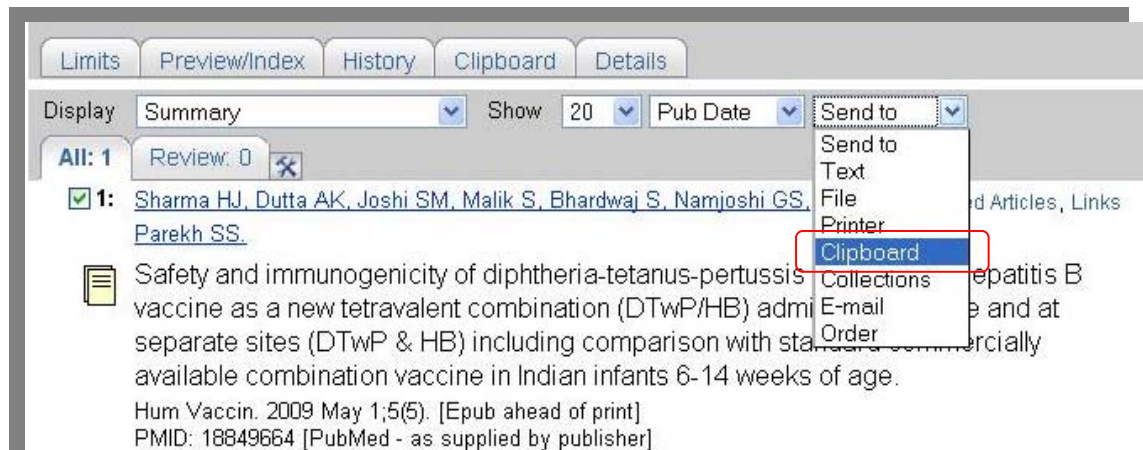 Limits Preview/Index History Clipboard Details
Display Summary Show 20 Pub Date Send to
Send to
All: 1 Review: 0
Text
1: Sharma HJ, Dutta AK, Joshi SM, Malik S, Bhardwaj S, Namjoshi GS, File d Articles, Links
Printer
Parekh SS.
Clipboard
Safety and immunogenicity of diphtheria-tetanus-pertussis Collections epatitis B
vaccine as a new tetravalent combination (DTwP/HB) admi E-mail e and at
separate sites (DTwP & HB) including comparison with Order rcially
available combination vaccine in Indian infants 6-14 weeks of age.
Hum Vaccin. 2009 May 1;5(5). [Epub ahead of print]
PMID: 18849664 [PubMed - as supplied by publisher]